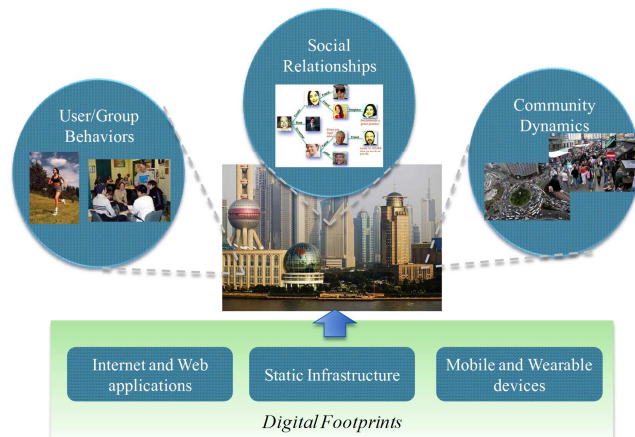 Social
Relationships
User/Group
Behaviors
Community
Dynamics
Internet and Web
applications
Static Infrastructure
Mobile and Wearable
devices
Digital Footprints